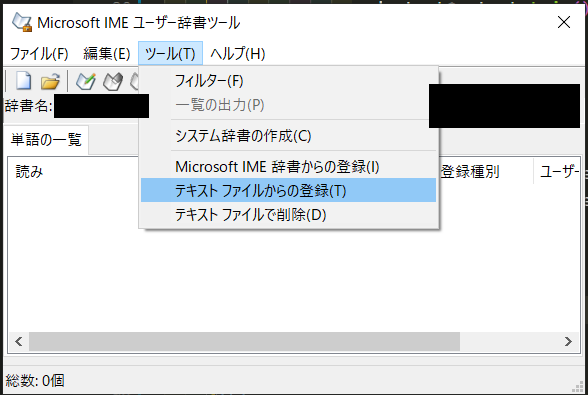 Microsoft IME ユーザー辞書ツール
ファイル(F) 編集(E) ツール(T) ヘルプ(H)
フィルター(F)
一覧の出力(P)
辞書名:
システム辞書の作成(C)
単語の一覧
Microsoft IME 辞書からの登録(I)
読み 登録種別 ユーザー
テキスト ファイルからの登録(T)
テキスト ファイルで削除(D)
総数: 0個